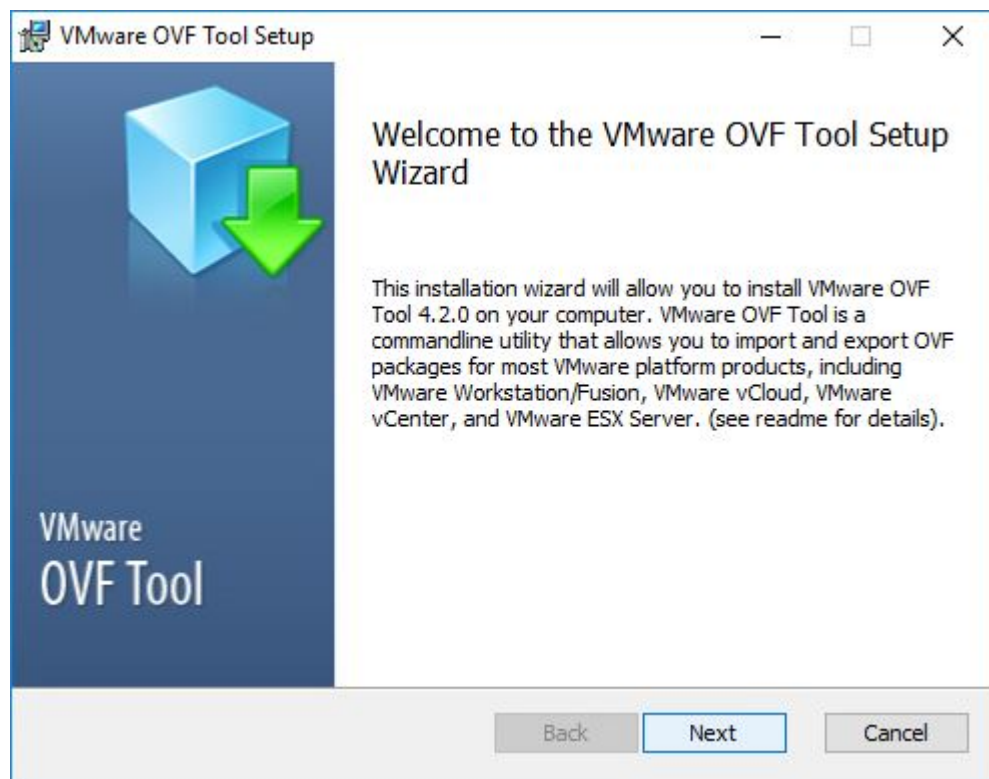 VMware OVF Tool Setup
Welcome to the VMware OVF Tool Setup
Wizard
This installation wizard will allow you to install VMware OVF
Tool 4.2.0 on your computer. VMware OVF Tool is a
commandline utility that allows you to import and export OVF
packages for most VMware platform products, including
VMware Workstation/Fusion, VMware vCloud, VMware
vCenter, and VMware ESX Server. (see readme for details).
VMware
OVF Tool
Back Next Cancel